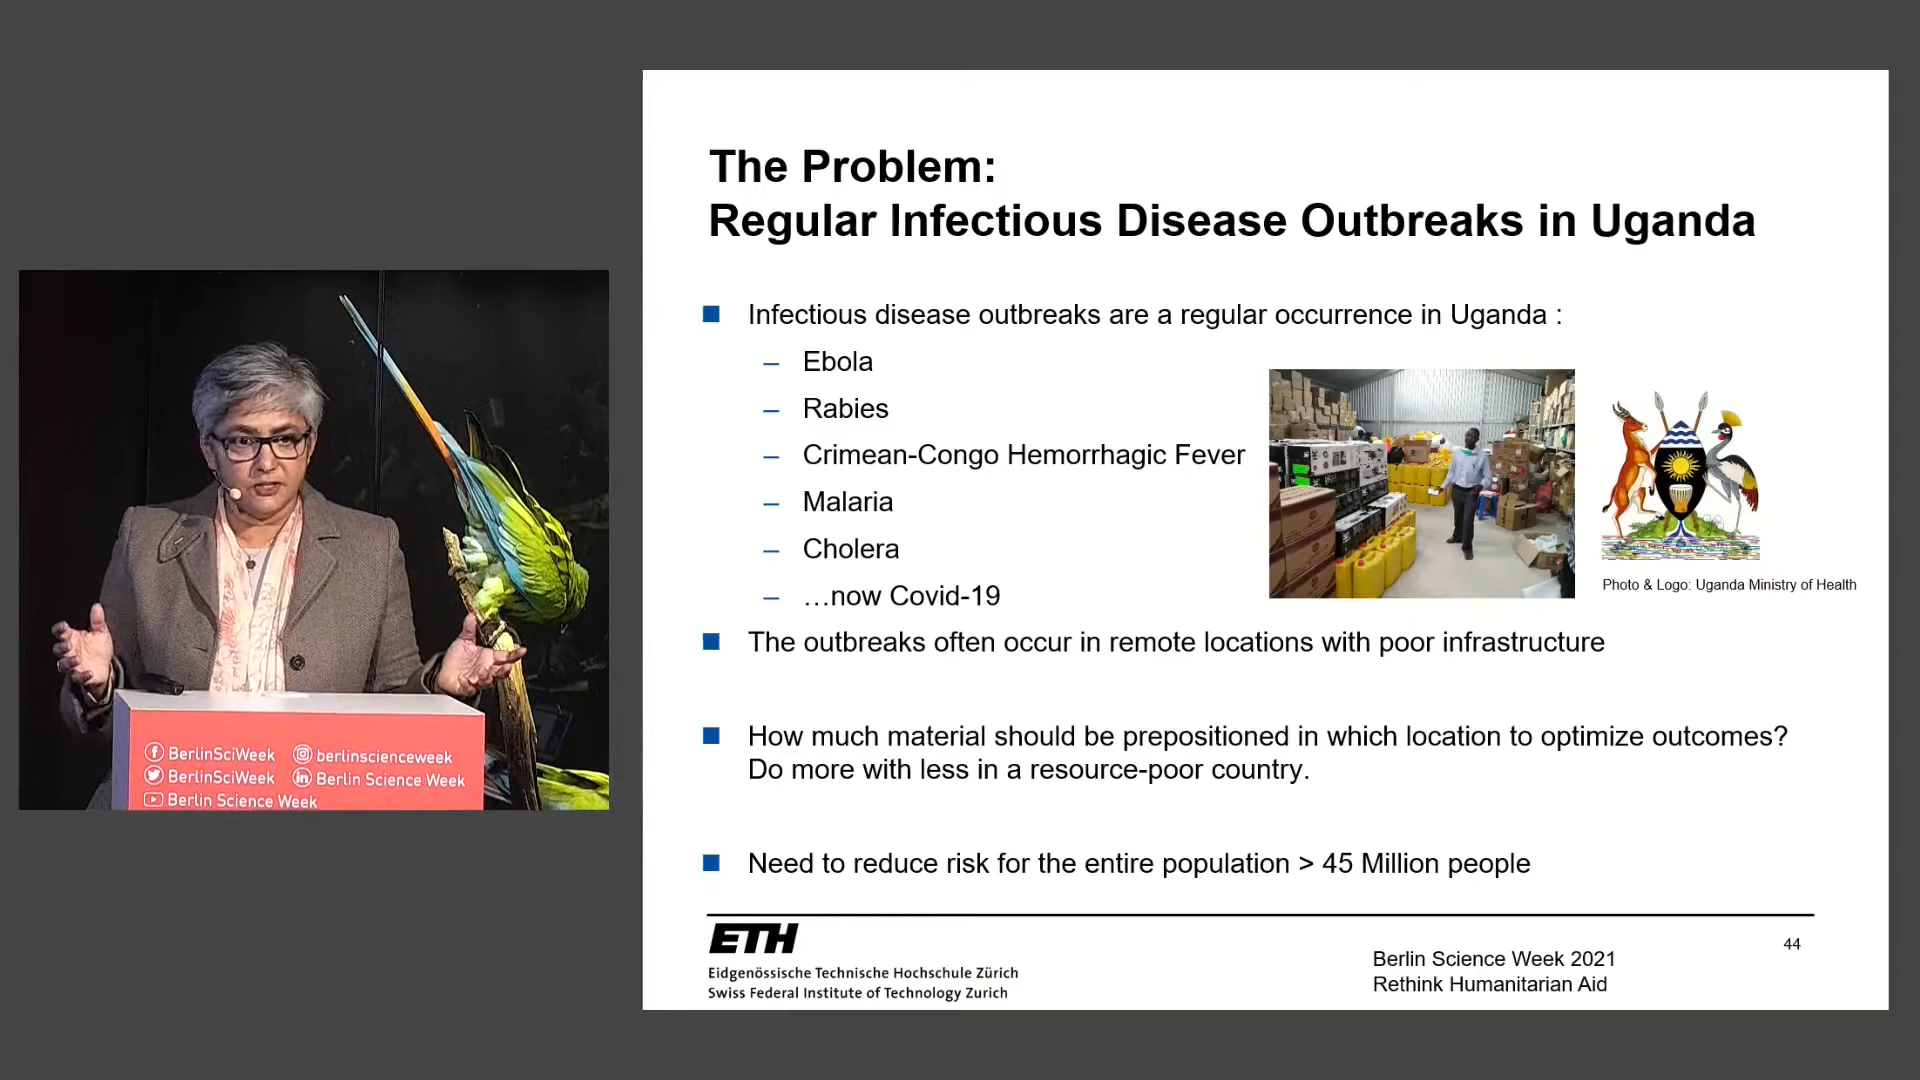 The Problem:
Regular Infectious Disease Outbreaks in Uganda
Infectious disease outbreaks are a regular occurrence in Uganda :
– Ebola
– Rabies
– Crimean-Congo Hemorrhagic Fever
– Malaria
– Cholera
– …now Covid-19
Photo & Logo: Uganda Ministry of Health
The outbreaks often occur in remote locations with poor infrastructure
How much material should be prepositioned in which location to optimize outcomes?
Do more with less in a resource-poor country.
Need to reduce risk for the entire population > 45 Million people
ETH
Eidgenössische Technische Hochschule Zürich
Swiss Federal Institute of Technology Zurich
Berlin Science Week 2021
Rethink Humanitarian Aid
44
BerlinSciWeek berlinscienceweek
BerlinSciWeek Berlin Science Week
Berlin Science Week